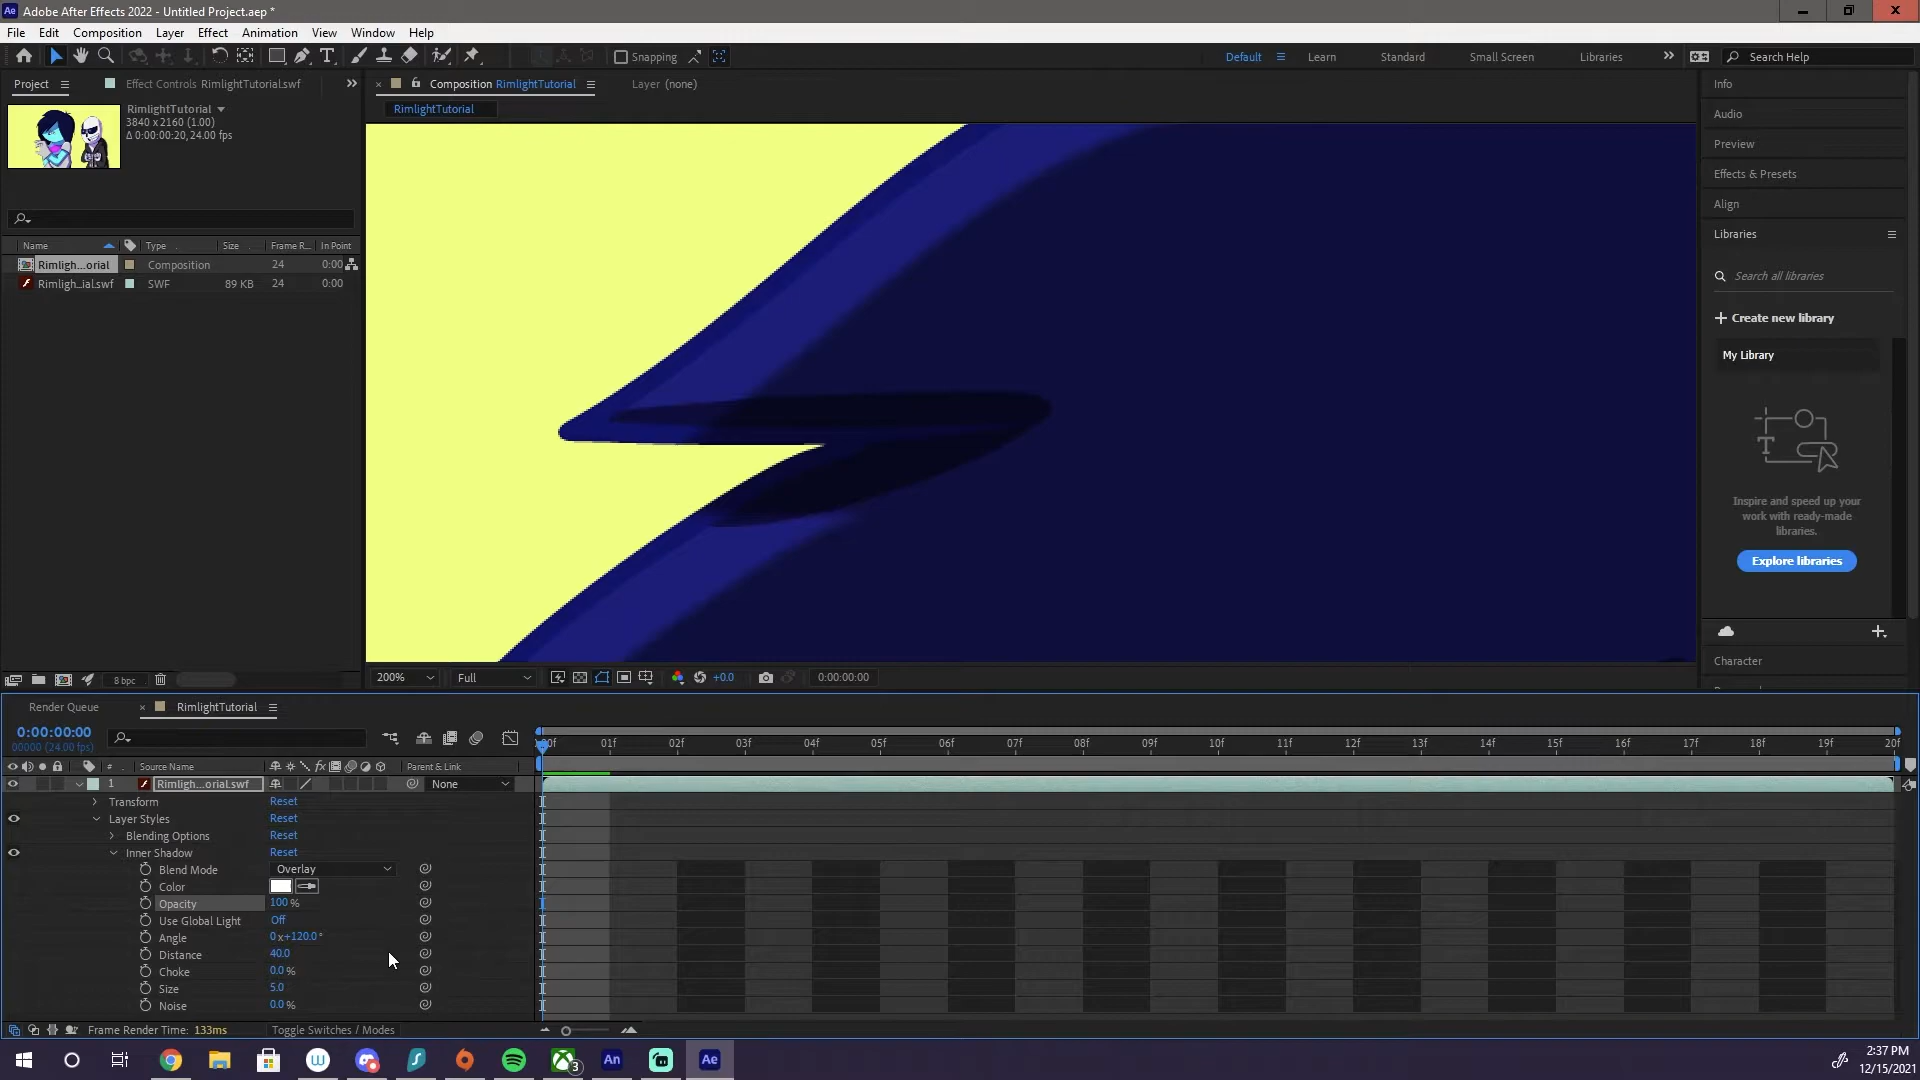 Ae Adobe After Effects 2022 - Untitled Project.aep *
File Edit Composition Layer Effect Animation View Window Help
Snapping Default Learn Standard Small Screen Libraries Search Help
Project Effect Controls RimlightTutorial.swf
Composition RimlightTutorial Layer (none)
RimlightTutorial
RimlightTutorial
3840 x 2160 (1.00)
Δ 0:00:00:20, 24.00 fps
Name Type Size Frame R... In Point
Rimligh...orial Composition 24 0:00
Rimligh...ial.swf SWF 89 KB 24 0:00
8 bpc
200% Full +0.0 0:00:00:00
Info
Audio
Preview
Effects & Presets
Align
Libraries
Search all libraries
Create new library
My Library
Inspire and speed up your
work with ready-made
libraries.
Explore libraries
Character
Render Queue RimlightTutorial
0:00:00:00
00000 (24.00 fps)
01f 02f 03f 04f 05f 06f 07f 08f 09f 10f 11f 12f 13f 14f 15f 16f 17f 18f 19f 20f
# Source Name fx Parent & Link
1 Rimligh...orial.swf None
Transform Reset
Layer Styles Reset
Blending Options Reset
Inner Shadow Reset
Blend Mode Overlay
Color
Opacity 100 %
Use Global Light Off
Angle 0x+120.0°
Distance 40.0
Choke 0.0 %
Size 5.0
Noise 0.0 %
Frame Render Time: 133ms Toggle Switches / Modes
An Ae
3
2:37 PM
12/15/2021